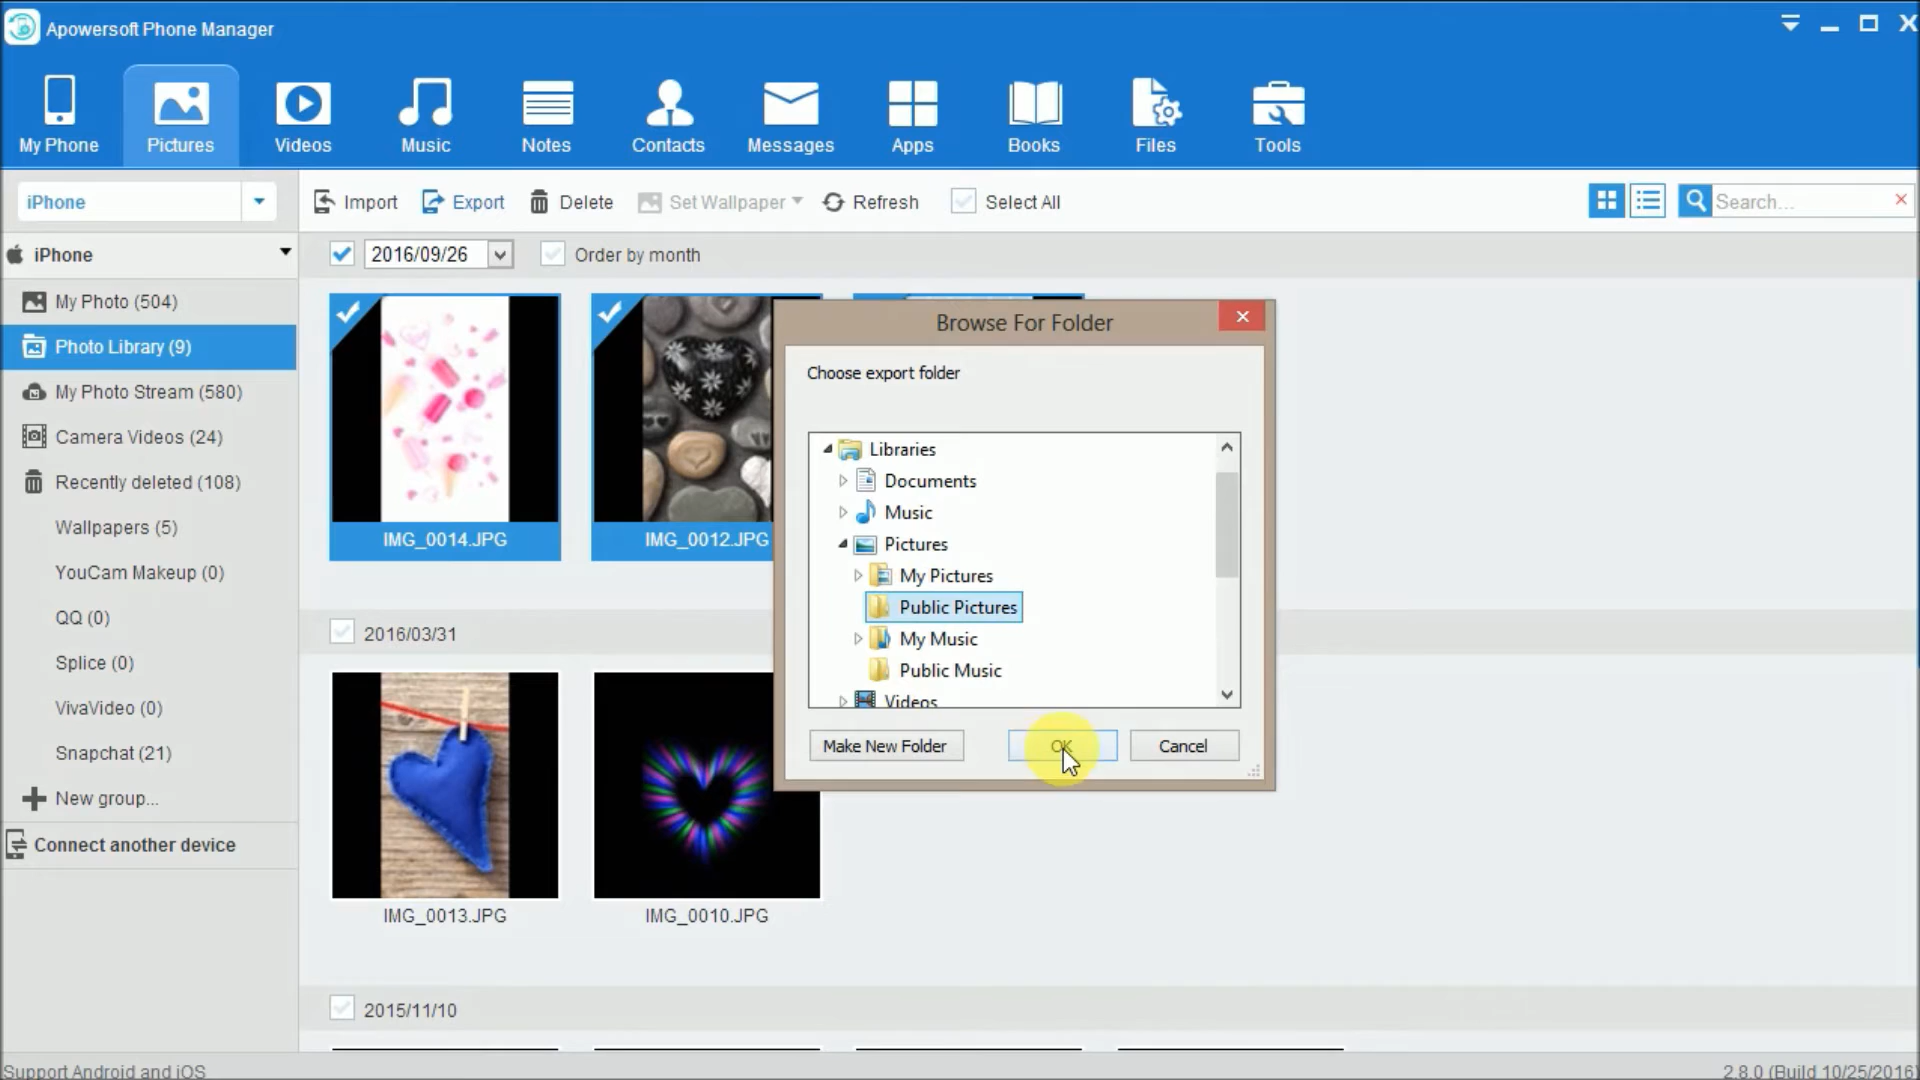 Apowersoft Phone Manager
My Phone
Pictures
Videos
Music
Notes
Contacts
Messages
Apps
Books
Files
Tools
iPhone
Import
Export
Delete
Set Wallpaper
Refresh
Select All
Search...
iPhone
2016/09/26
Order by month
My Photo (504)
Photo Library (9)
My Photo Stream (580)
Camera Videos (24)
Recently deleted (108)
Wallpapers (5)
YouCam Makeup (0)
QQ (0)
Splice (0)
VivaVideo (0)
Snapchat (21)
New group...
Connect another device
IMG_0014.JPG
IMG_0012.JPG
2016/03/31
IMG_0013.JPG
IMG_0010.JPG
2015/11/10
Browse For Folder
Choose export folder
Libraries
Documents
Music
Pictures
My Pictures
Public Pictures
My Music
Public Music
Videos
Make New Folder
OK
Cancel
Support Android and iOS
2.8.0 (Build 10/25/2016)